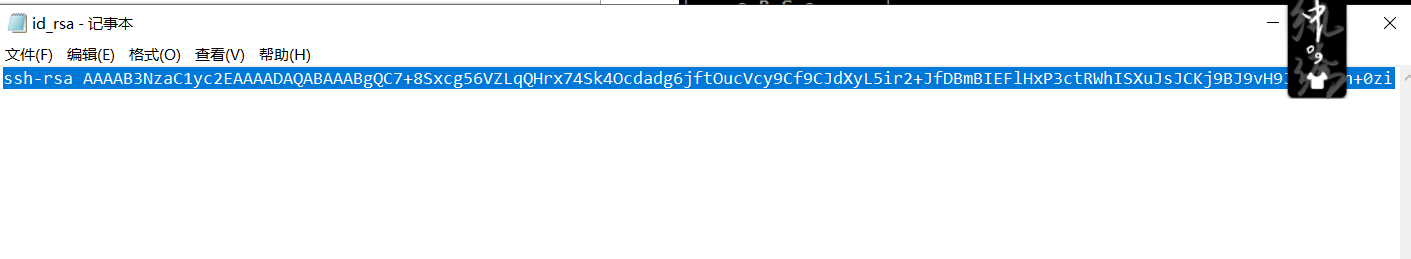 id_rsa - 记事本
文件(F) 编辑(E) 格式(O) 查看(V) 帮助(H)
ssh-rsa AAAAB3NzaC1yc2EAAAADAQABAAABgQC7+8Sxcg56VZLqQHrx74Sk4Ocdadg6jftOucVcy9Cf9CJdXyL5ir2+JfDBmBIEFlHxP3ctRWhISXuJsJCKj9BJ9vH9 +0zi